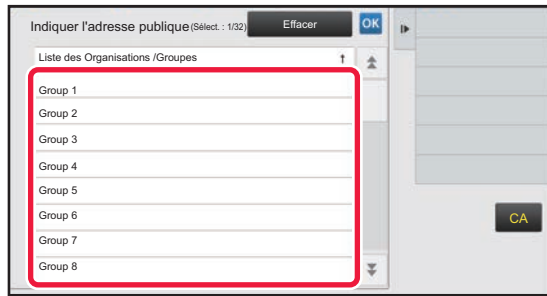 Indiquer l'adresse publique (Sélect. : 1/32) Effacer OK
Liste des Organisations /Groupes ↑
Group 1
Group 2
Group 3
Group 4
Group 5
Group 6
Group 7
Group 8
CA